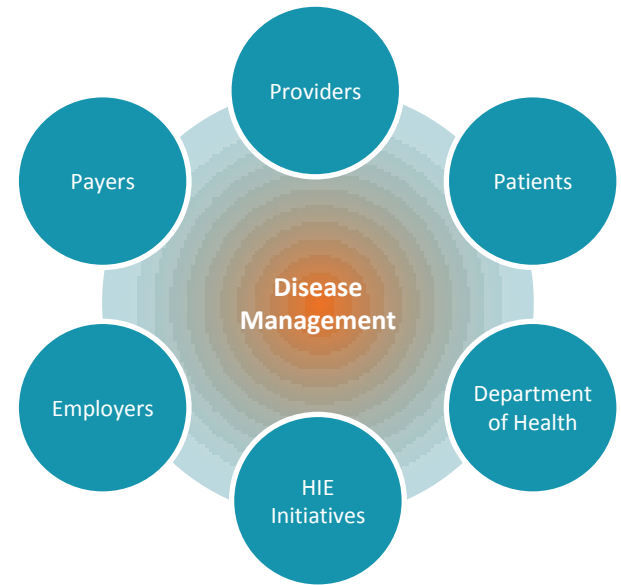 Providers
Payers
Patients
Disease
Management
Employers
Department
of Health
HIE
Initiatives